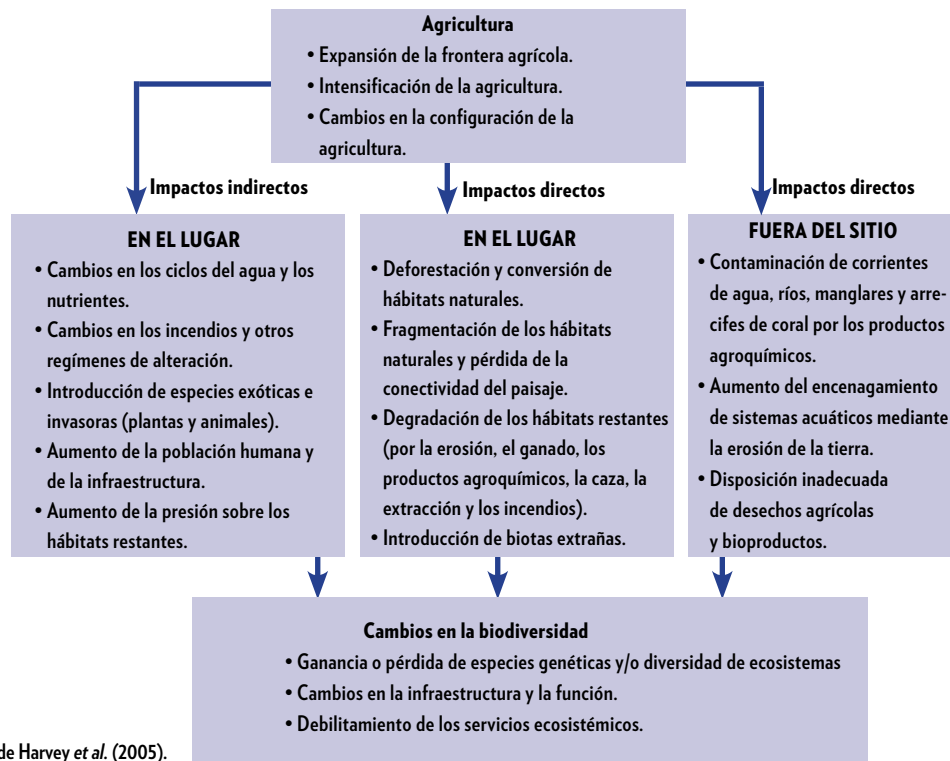 Agricultura
• Expansión de la frontera agrícola.
• Intensificación de la agricultura.
• Cambios en la configuración de la
agricultura.
Impactos indirectos
Impactos directos
Impactos directos
EN EL LUGAR
• Cambios en los ciclos del agua y los
nutrientes.
• Cambios en los incendios y otros
regímenes de alteración.
• Introducción de especies exóticas e
invasoras (plantas y animales).
• Aumento de la población humana y
de la infraestructura.
• Aumento de la presión sobre los
hábitats restantes.
EN EL LUGAR
• Deforestación y conversión de
hábitats naturales.
• Fragmentación de los hábitats
naturales y pérdida de la
conectividad del paisaje.
• Degradación de los hábitats restantes
(por la erosión, el ganado, los
productos agroquímicos, la caza, la
extracción y los incendios).
• Introducción de biotas extrañas.
FUERA DEL SITIO
• Contaminación de corrientes
de agua, ríos, manglares y arre-
cifes de coral por los productos
agroquímicos.
• Aumento del encenagamiento
de sistemas acuáticos mediante
la erosión de la tierra.
• Disposición inadecuada
de desechos agrícolas
y bioproductos.
Cambios en la biodiversidad
• Ganancia o pérdida de especies genéticas y/o diversidad de ecosistemas
• Cambios en la infraestructura y la función.
• Debilitamiento de los servicios ecosistémicos.
de Harvey et al. (2005).